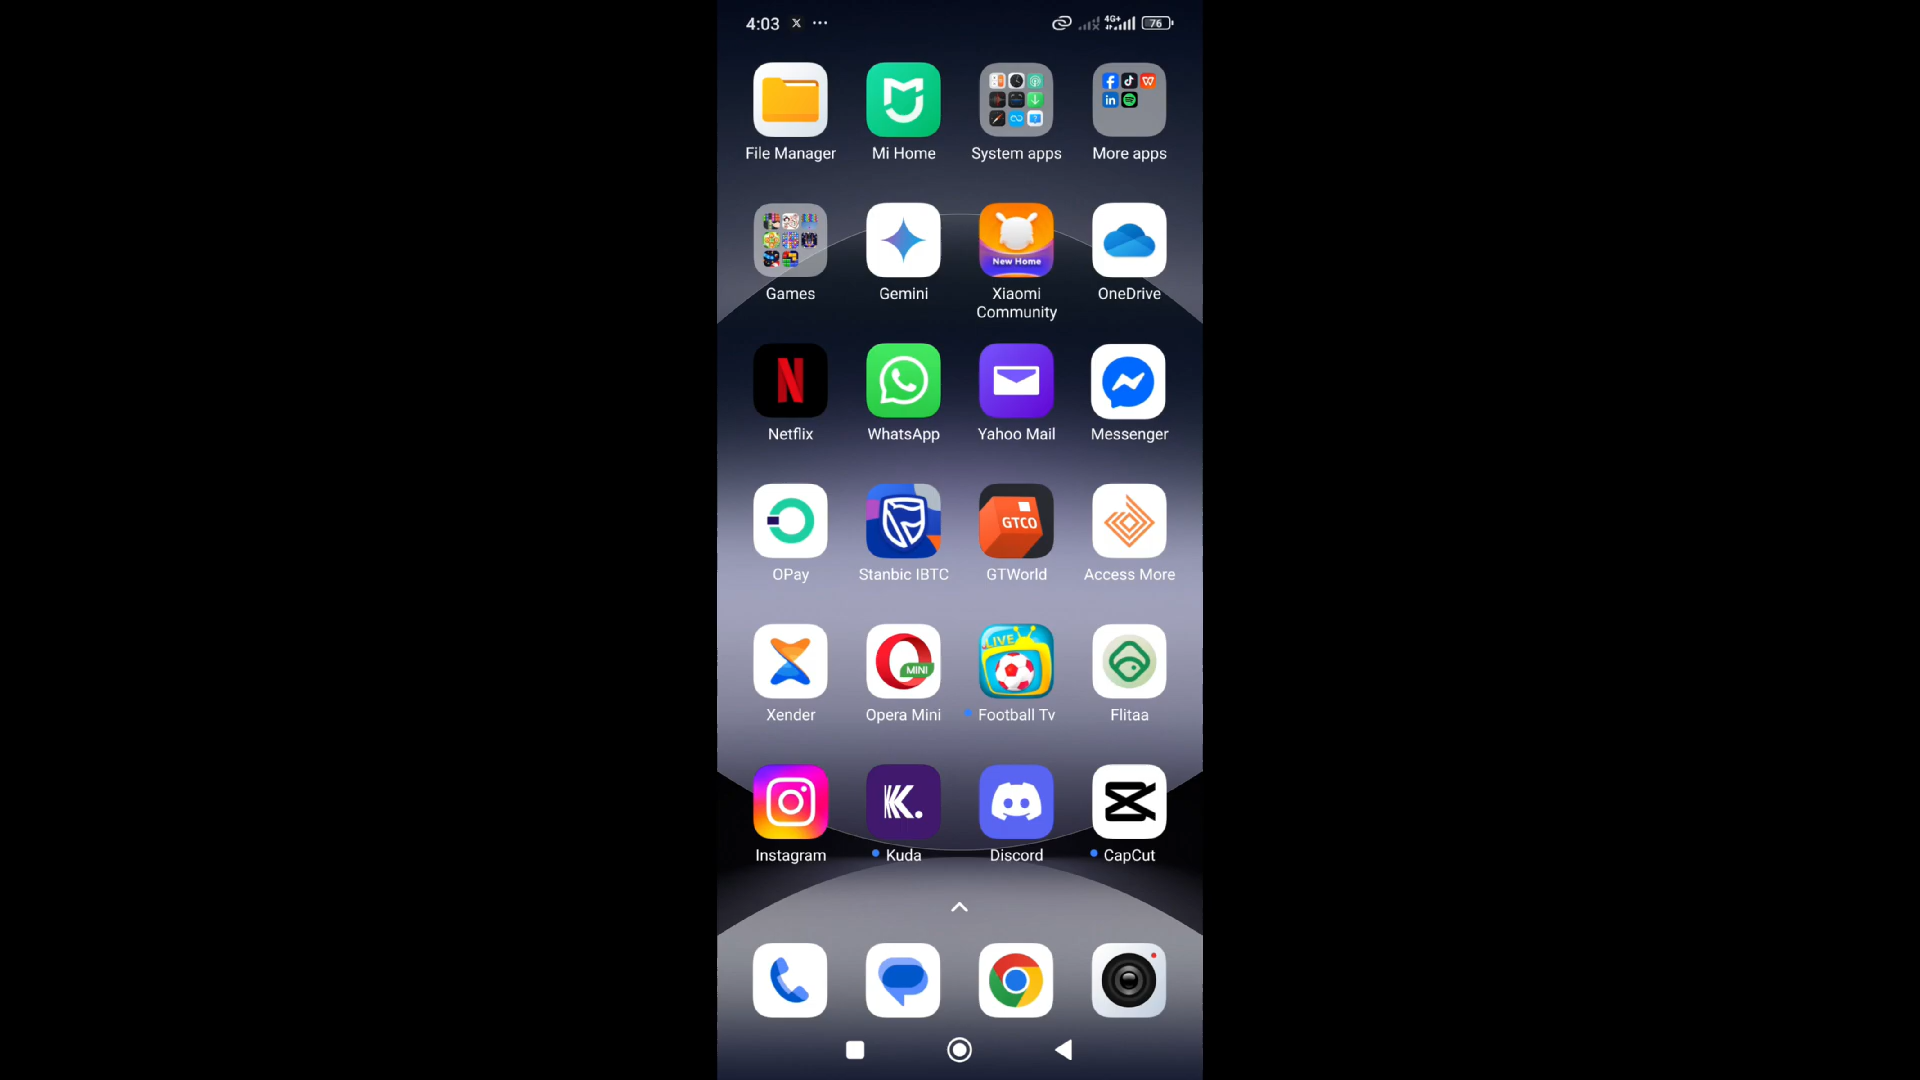 4:03 X ...
4G+ 76
File Manager Mi Home System apps More apps
Games Gemini Xiaomi OneDrive
Community
New Home
Netflix WhatsApp Yahoo Mail Messenger
GTCO
OPay Stanbic IBTC GTWorld Access More
MINI
LIVE
Xender Opera Mini Football Tv Flitaa
K.
Instagram Kuda Discord CapCut